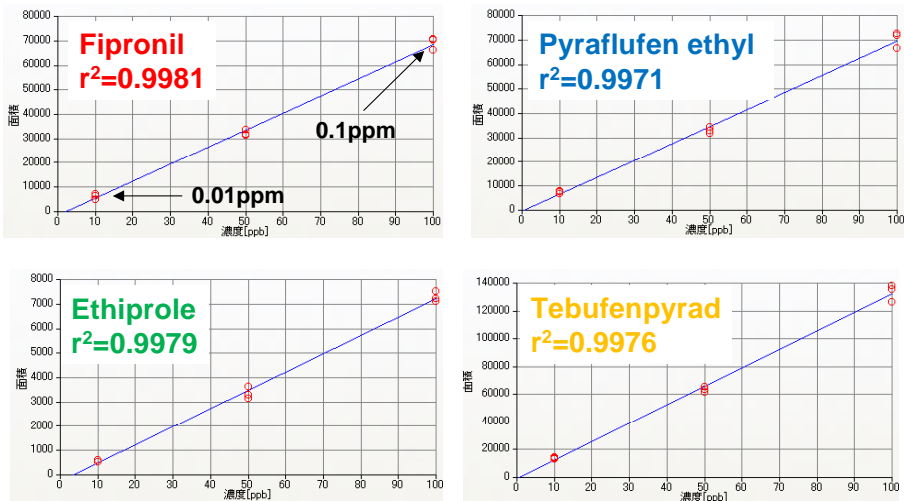 Fipronil
r²=0.9981
80000
70000
60000
50000
40000
30000
20000
10000
0
面積
0.1ppm
0.01ppm
0 10 20 30 40 50 60 70 80 90 100
濃度[ppb]
Pyraflufen ethyl
r²=0.9971
80000
70000
60000
50000
40000
30000
20000
10000
0
面積
0 10 20 30 40 50 60 70 80 90 100
濃度[ppb]
Ethiprole
r²=0.9979
8000
7000
6000
5000
4000
3000
2000
1000
0
面積
0 10 20 30 40 50 60 70 80 90 100
濃度[ppb]
Tebufenpyrad
r²=0.9976
140000
120000
100000
80000
60000
40000
20000
0
面積
0 10 20 30 40 50 60 70 80 90 100
濃度[ppb]